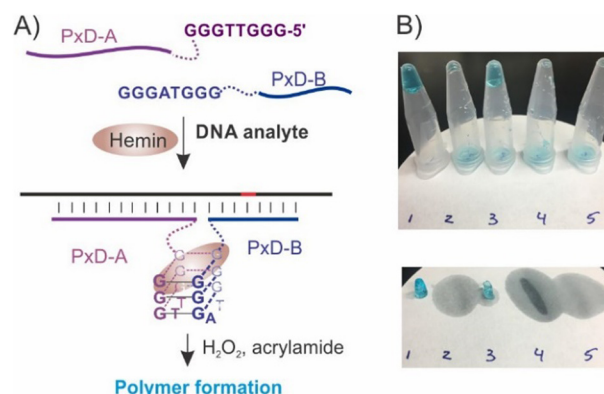 A)
PxD-A
GGGTTGGG-5'
GGGATGGG
PxD-B
Hemin
DNA analyte
PxD-A
PxD-B
G G
G G
G T G G
G T G T
G T G A
H₂O₂, acrylamide
Polymer formation
B)
1 2 3 4 5
1 2 3 4 5